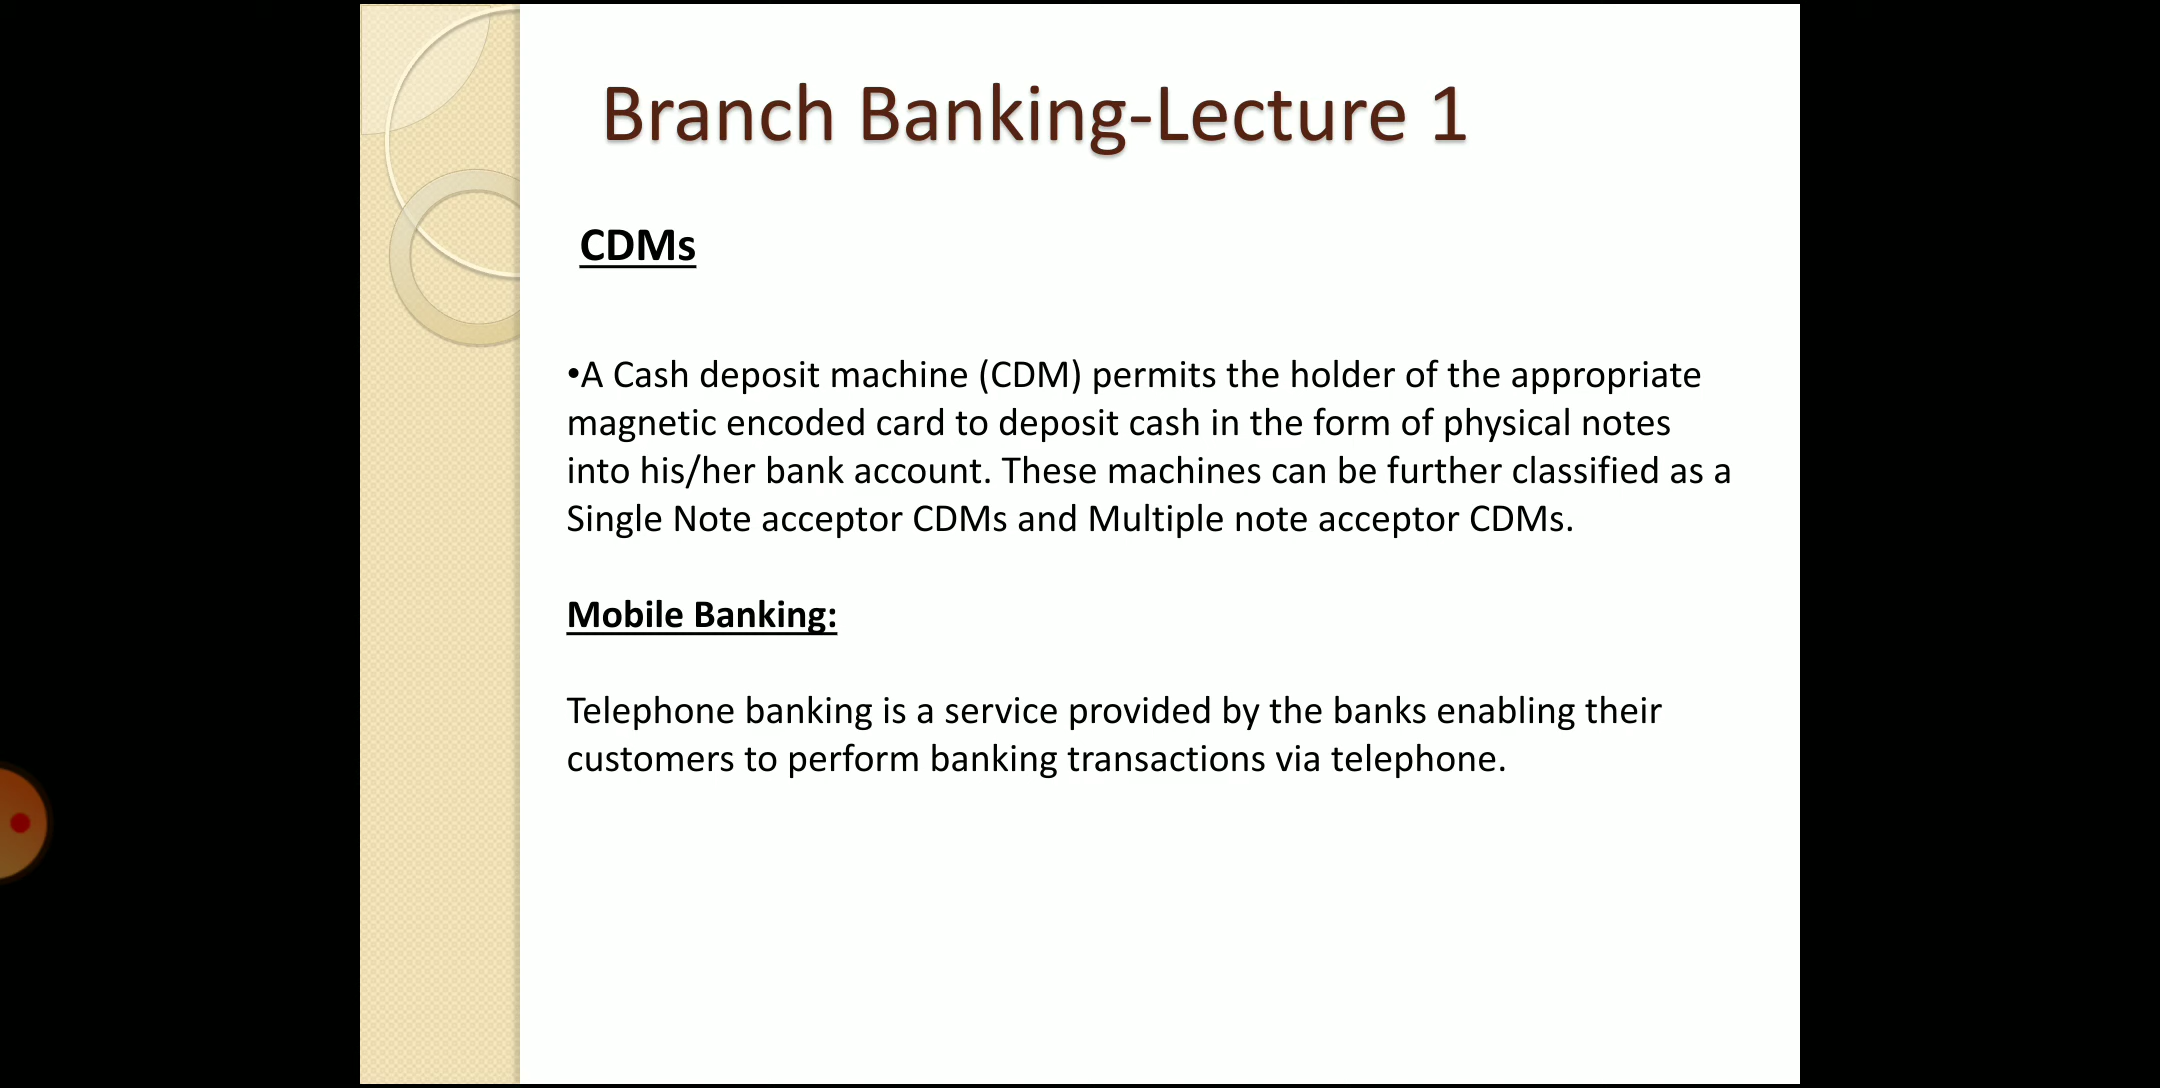 Branch Banking-Lecture 1
CDMs
•A Cash deposit machine (CDM) permits the holder of the appropriate
magnetic encoded card to deposit cash in the form of physical notes
into his/her bank account. These machines can be further classified as a
Single Note acceptor CDMs and Multiple note acceptor CDMs.
Mobile Banking:
Telephone banking is a service provided by the banks enabling their
customers to perform banking transactions via telephone.